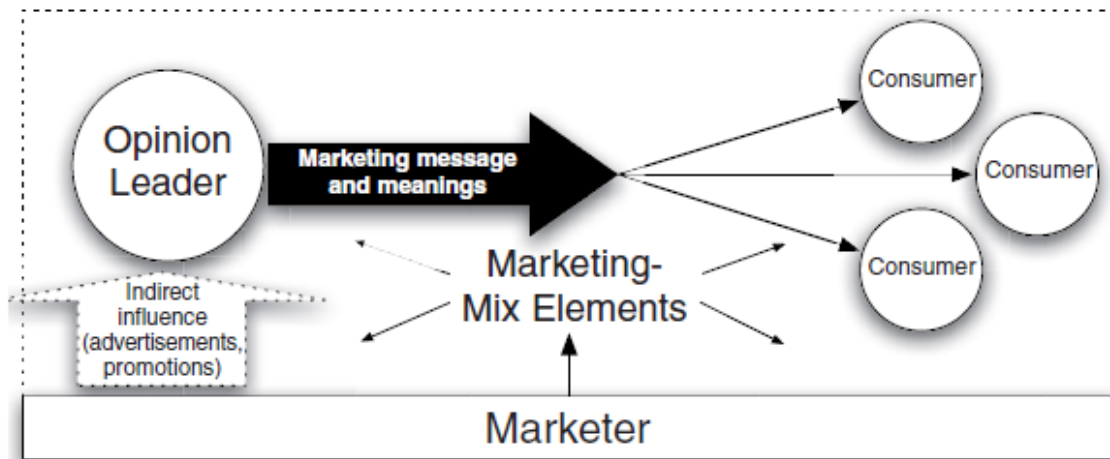 Opinion
Leader
Marketing message
and meanings
Consumer
Consumer
Consumer
Indirect
influence
(advertisements,
promotions)
Marketing-
Mix Elements
Marketer